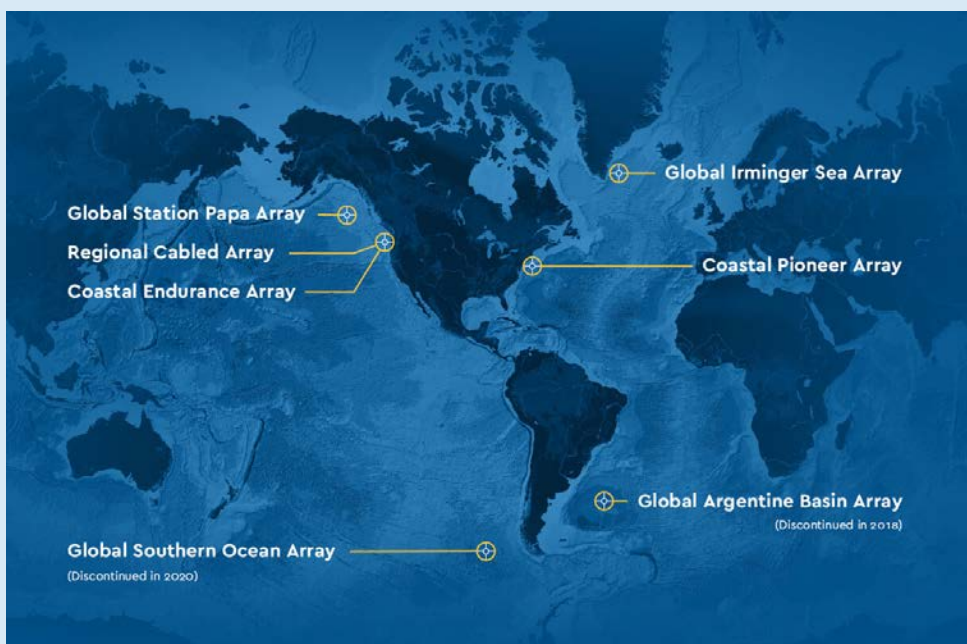 Global Irminger Sea Array
Global Station Papa Array
Regional Cabled Array
Coastal Pioneer Array
Coastal Endurance Array
Global Argentine Basin Array
(Discontinued in 2018)
Global Southern Ocean Array
(Discontinued in 2020)